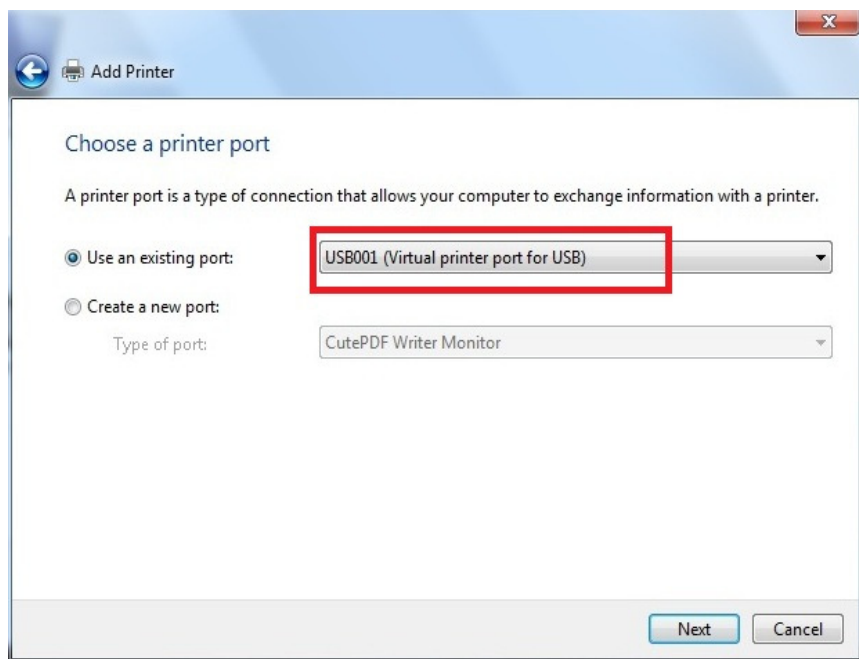 Add Printer
Choose a printer port
A printer port is a type of connection that allows your computer to exchange information with a printer.
Use an existing port: USB001 (Virtual printer port for USB)
Create a new port:
Type of port: CutePDF Writer Monitor
Next Cancel